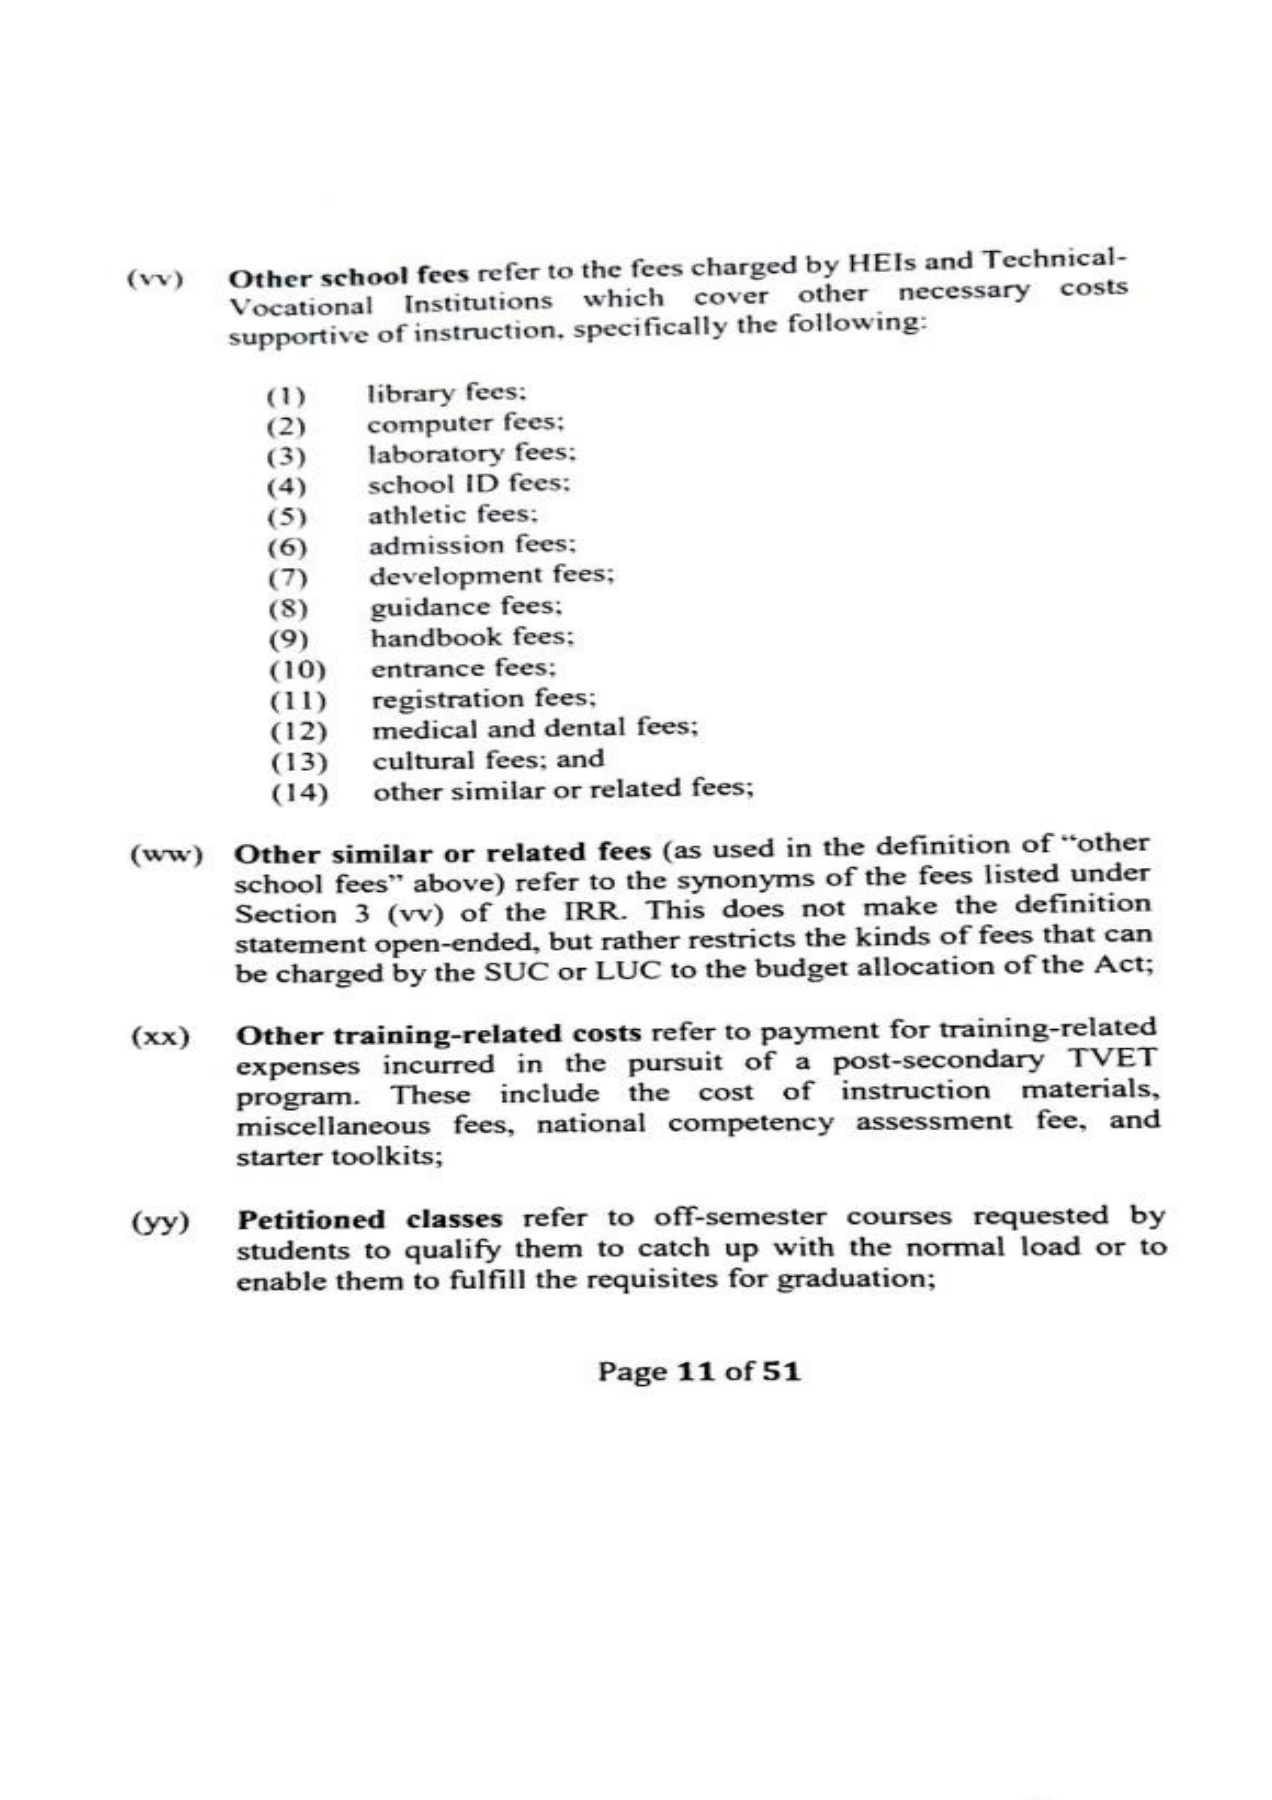 (vv) Other school fees refer to the fees charged by HEIs and Technical-
Vocational Institutions which cover other necessary costs
supportive of instruction, specifically the following:
(1) library fees;
(2) computer fees;
(3) laboratory fees;
(4) school ID fees;
(5) athletic fees;
(6) admission fees;
(7) development fees;
(8) guidance fees;
(9) handbook fees;
(10) entrance fees;
(11) registration fees;
(12) medical and dental fees;
(13) cultural fees; and
(14) other similar or related fees;
(ww) Other similar or related fees (as used in the definition of “other
school fees” above) refer to the synonyms of the fees listed under
Section 3 (vv) of the IRR. This does not make the definition
statement open-ended, but rather restricts the kinds of fees that can
be charged by the SUC or LUC to the budget allocation of the Act;
(xx) Other training-related costs refer to payment for training-related
expenses incurred in the pursuit of a post-secondary TVET
program. These include the cost of instruction materials,
miscellaneous fees, national competency assessment fee, and
starter toolkits;
(yy) Petitioned classes refer to off-semester courses requested by
students to qualify them to catch up with the normal load or to
enable them to fulfill the requisites for graduation;
Page 11 of 51